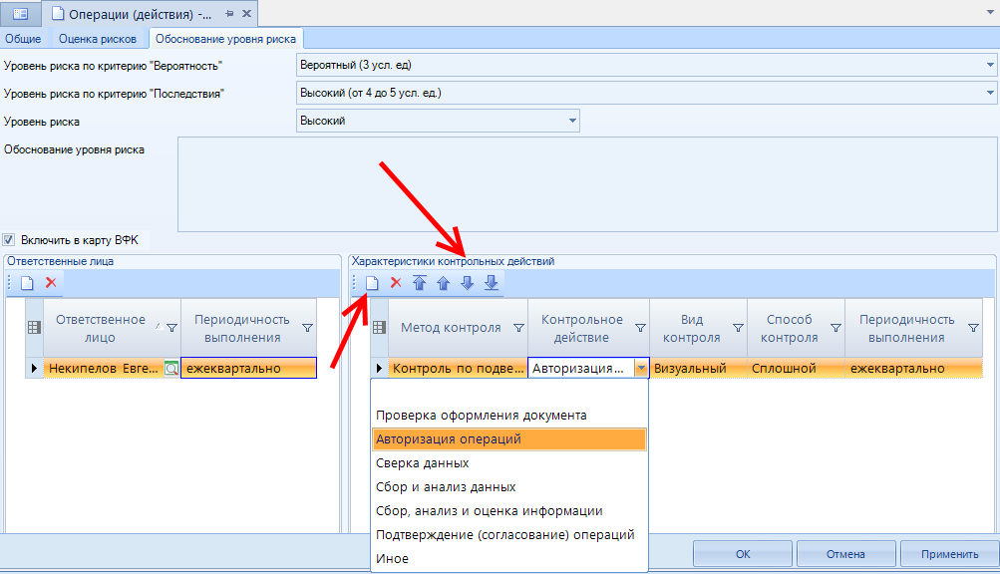 Операции (действия) -...
Общие Оценка рисков Обоснование уровня риска
Уровень риска по критерию "Вероятность" Вероятный (3 усл. ед)
Уровень риска по критерию "Последствия" Высокий (от 4 до 5 усл. ед.)
Уровень риска Высокий
Обоснование уровня риска
Включить в карту ВФК
Ответственные лица
Ответственное лицо Периодичность выполнения
Некипелов Евге... ежеквартально
Характеристики контрольных действий
Метод контроля Контрольное действие Вид контроля Способ контроля Периодичность выполнения
Контроль по подве... Авторизация... Визуальный Сплошной ежеквартально
Проверка оформления документа
Авторизация операций
Сверка данных
Сбор и анализ данных
Сбор, анализ и оценка информации
Подтверждение (согласование) операций
Иное
ОК Отмена Применить